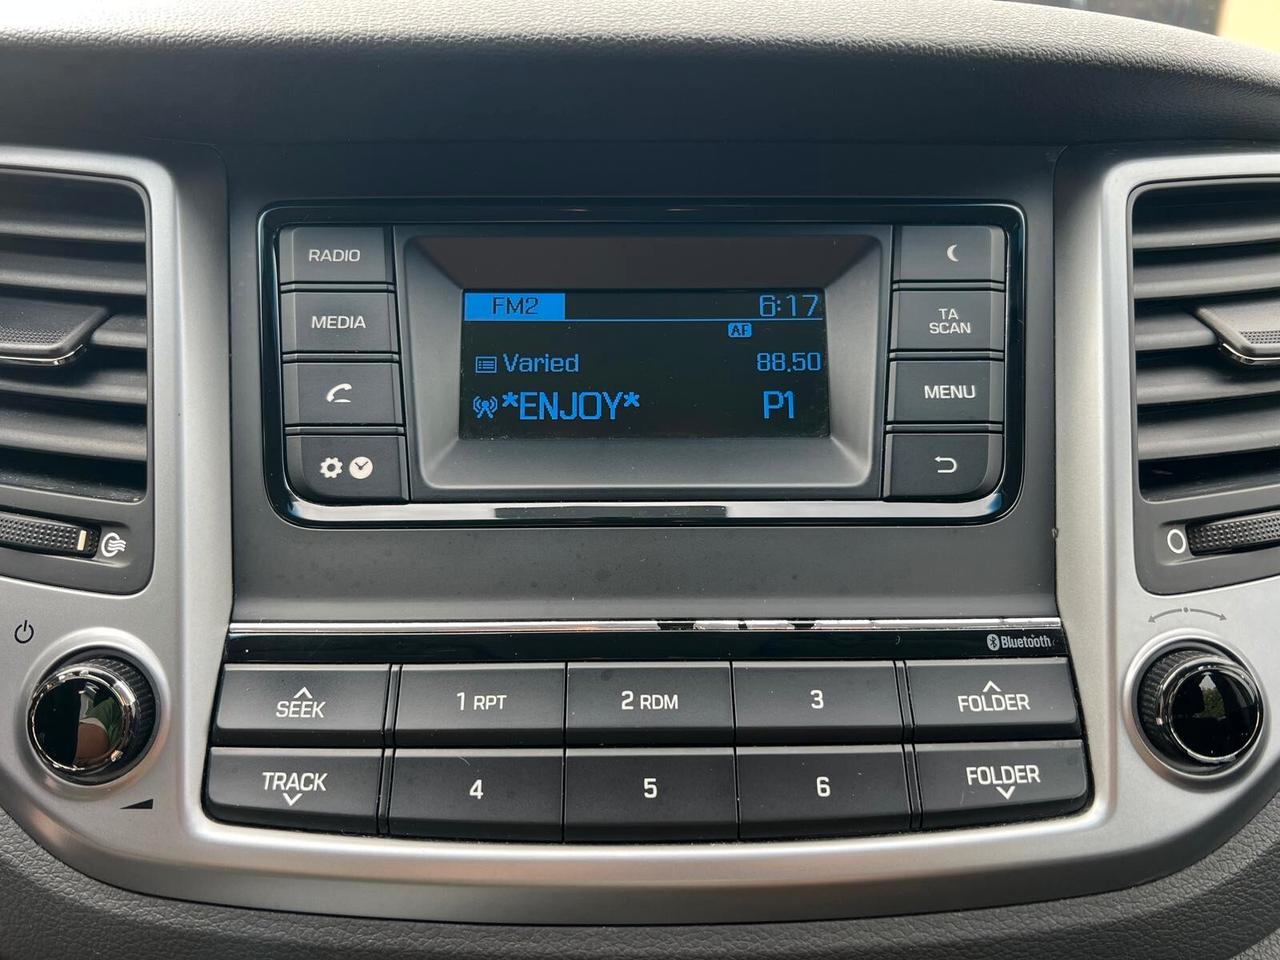 RADIO
MEDIA
FM2 6:17
AF
Varied 88.50
*ENJOY* P1
TA
SCAN
MENU
Bluetooth
SEEK
1 RPT
2 RDM
3
FOLDER
TRACK
4
5
6
FOLDER